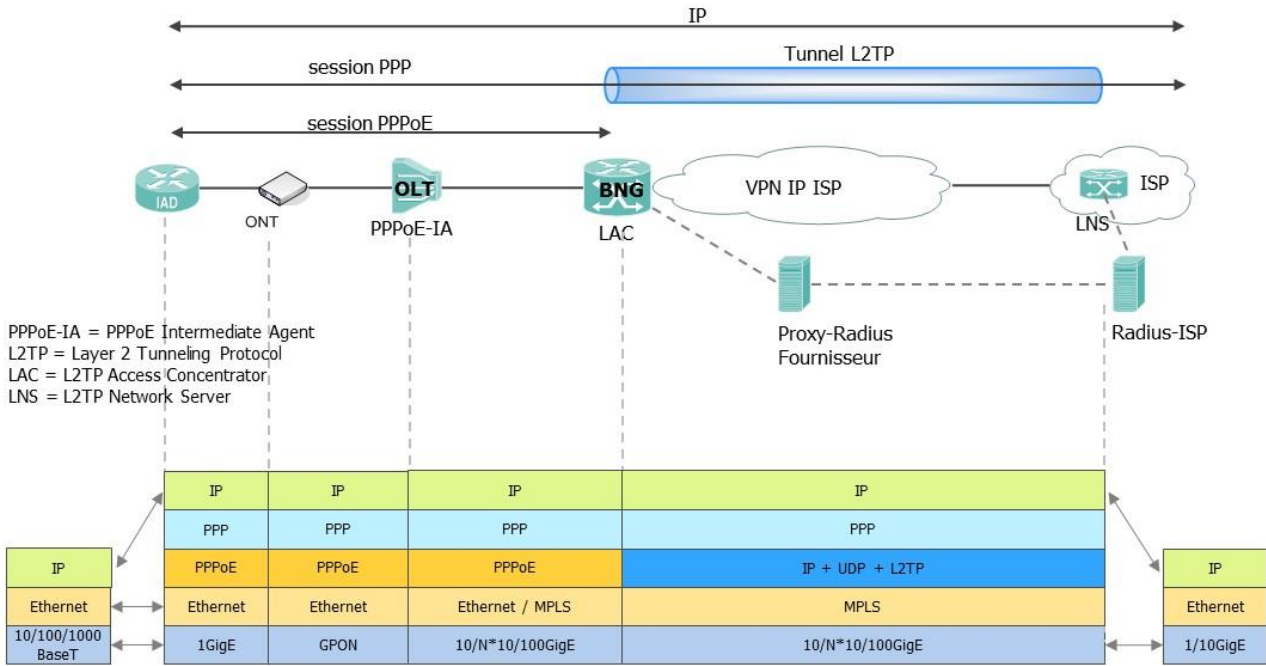 IP
Tunnel L2TP
session PPP
session PPPoE
IAD
ONT
OLT
PPPoE-IA
BNG
LAC
VPN IP ISP
ISP
LNS
PPPoE-IA = PPPoE Intermediate Agent
L2TP = Layer 2 Tunneling Protocol
LAC = L2TP Access Concentrator
LNS = L2TP Network Server
Proxy-Radius
Fournisseur
Radius-ISP
IP IP IP IP
PPP PPP PPP PPP
IP PPPoE PPPoE PPPoE IP + UDP + L2TP IP
Ethernet Ethernet Ethernet Ethernet / MPLS MPLS Ethernet
10/100/1000
BaseT
1GigE GPON 10/N*10/100GigE 10/N*10/100GigE 1/10GigE